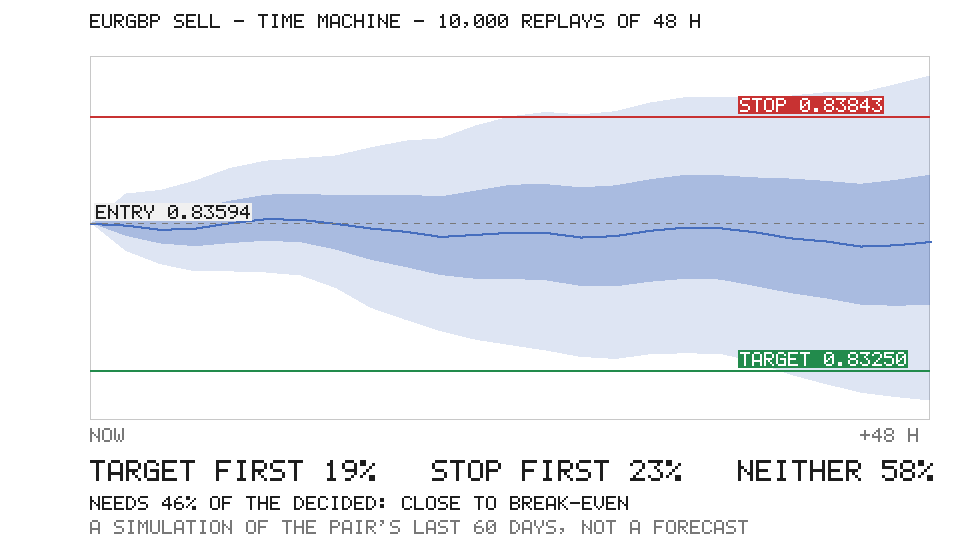 EURGBP SELL — TIME MACHINE — 10,000 REPLAYS OF 48 H
STOP 0.83843
ENTRY 0.83594
TARGET 0.83250
NOW +48 H
TARGET FIRST 19% STOP FIRST 23% NEITHER 58%
NEEDS 46% OF THE DECIDED: CLOSE TO BREAK-EVEN
A SIMULATION OF THE PAIR'S LAST 60 DAYS, NOT A FORECAST